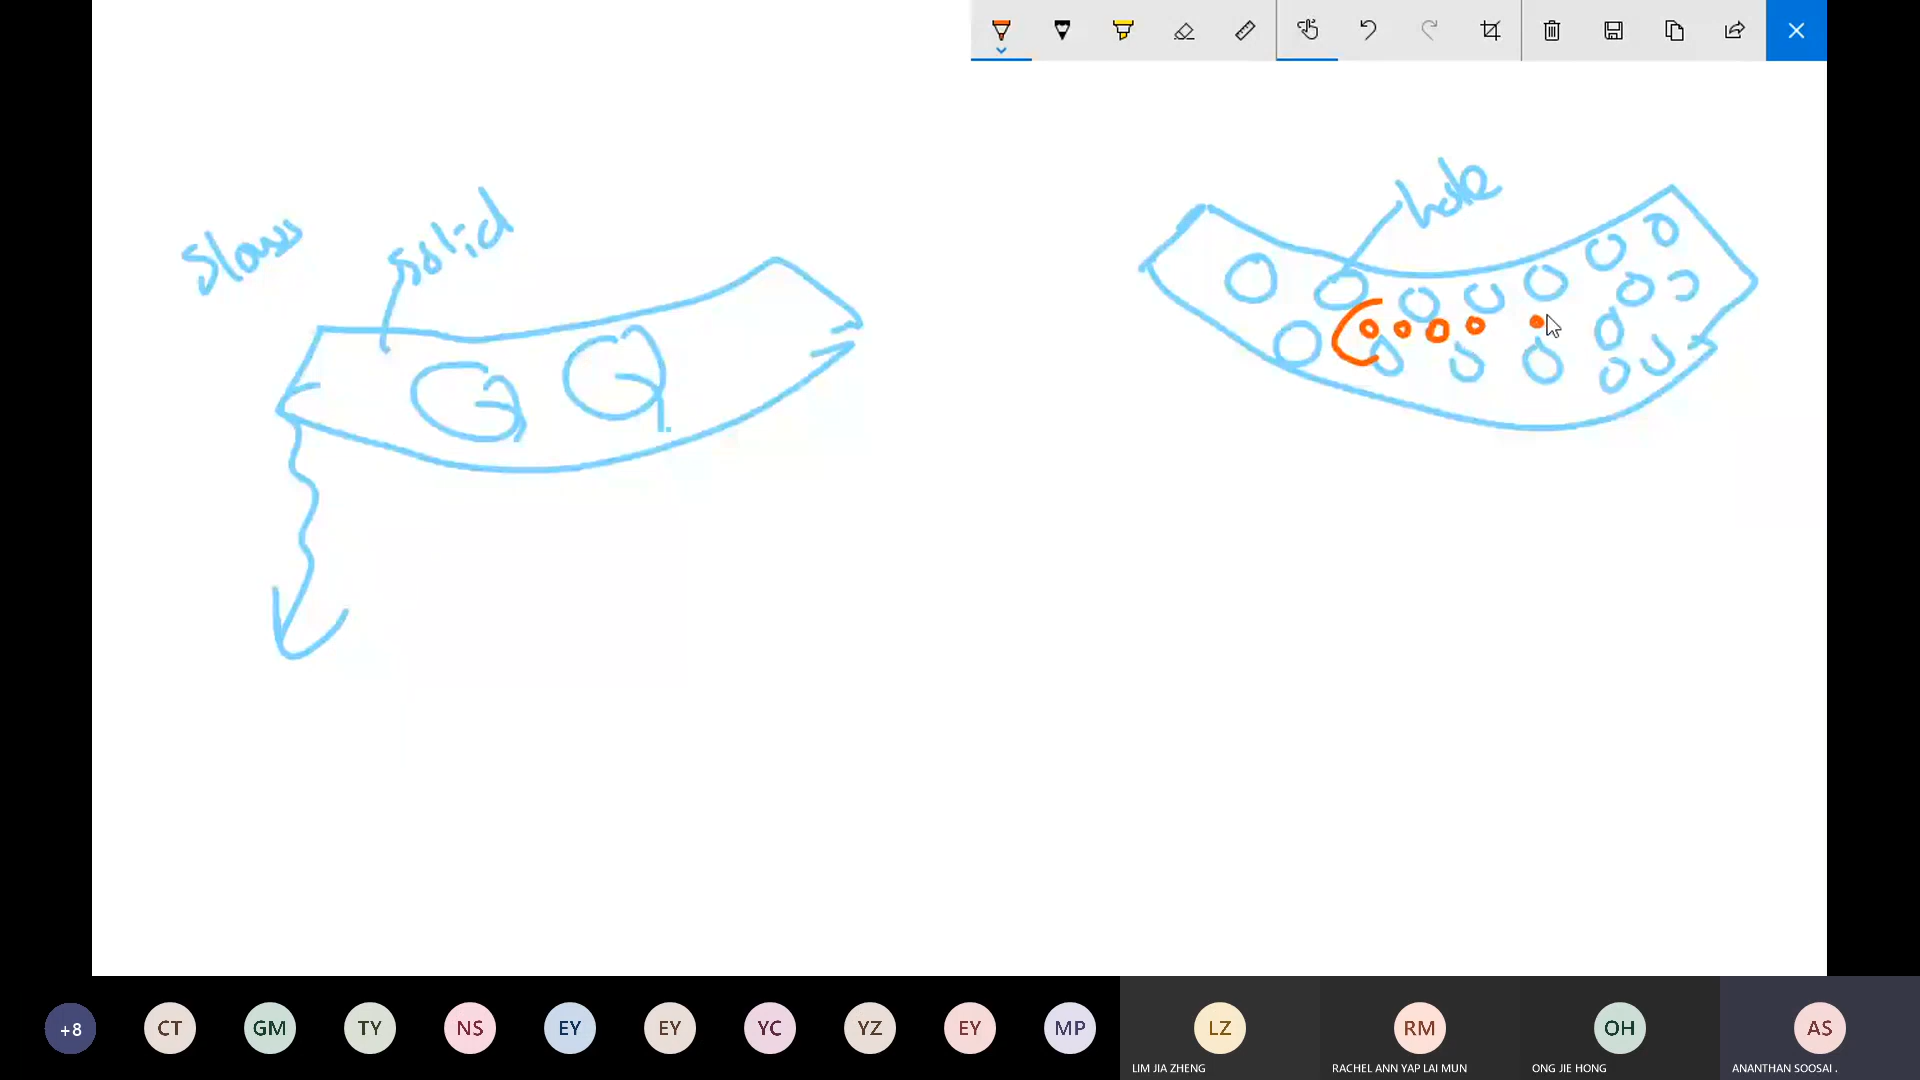 solid
hole
+8
CT
GM
TY
NS
EY
EY
YC
YZ
EY
MP
LZ
LIM JIA ZHENG
RM
RACHEL ANN YAP LAI MUN
OH
ONG JIE HONG
AS
ANANTHAN SOOSAI .